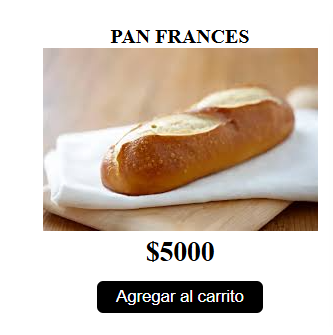 PAN FRANCES
$5000
Agregar al carrito